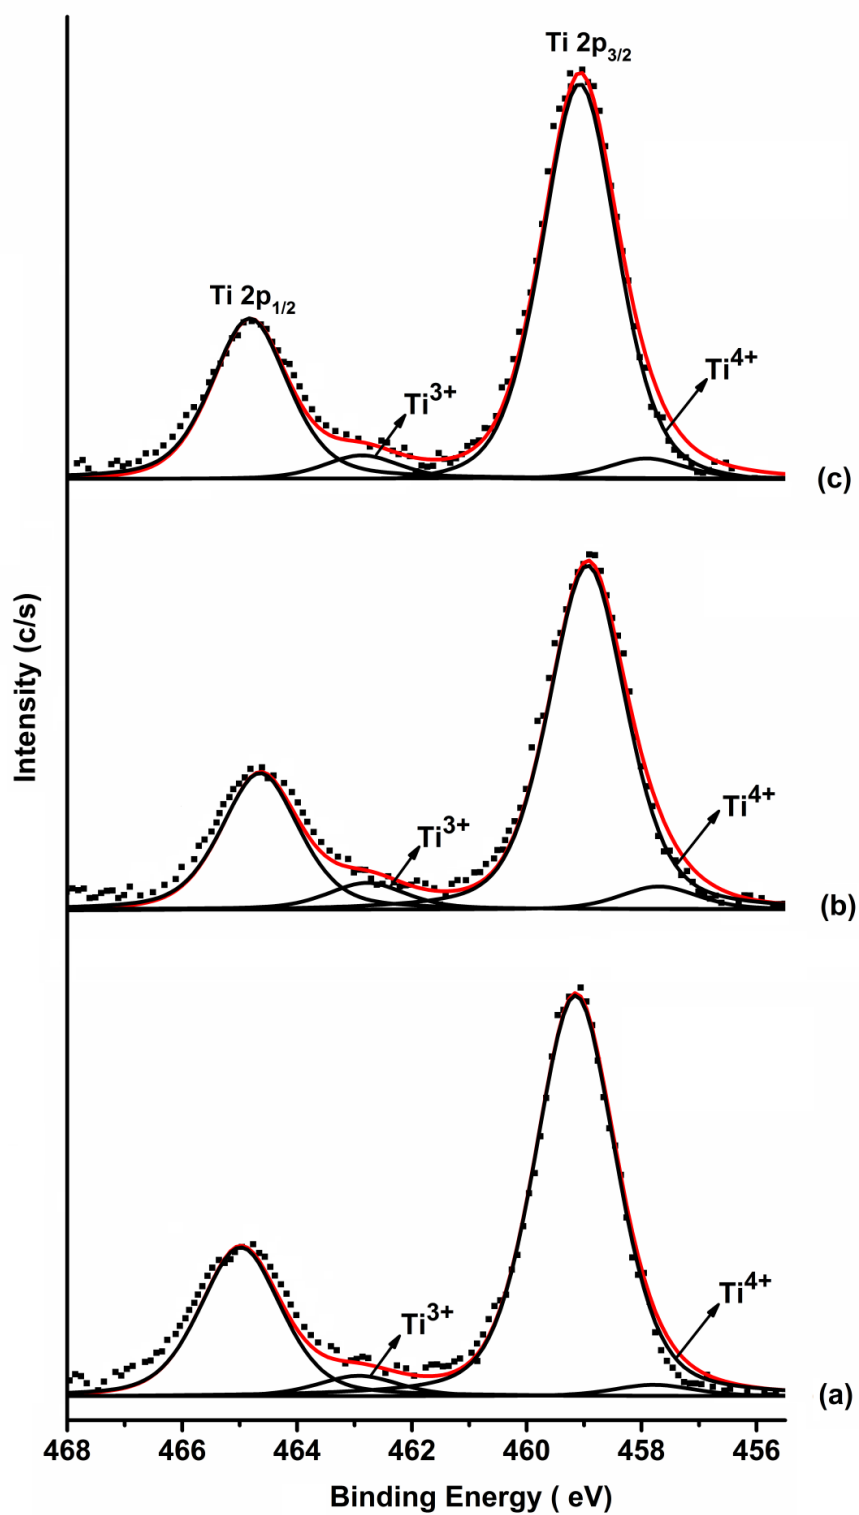 Ti 2p3/2
Ti 2p1/2
Ti4+
Ti3+
(c)
Ti4+
Ti3+
(b)
Intensity (c/s)
Ti4+
Ti3+
(a)
468 466 464 462 460 458 456
Binding Energy ( eV)